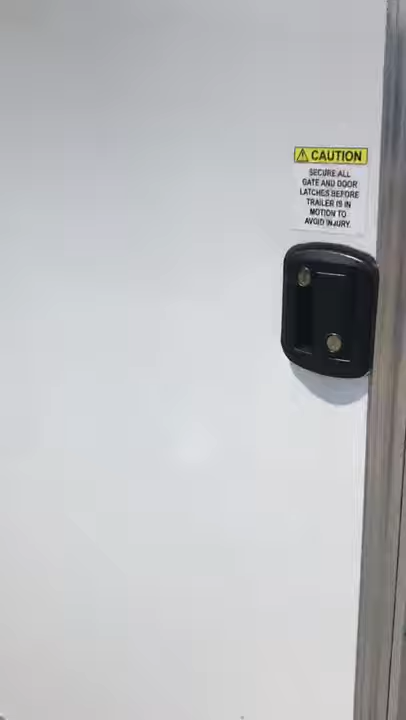 CAUTION
SECURE ALL
GATE AND DOOR
LATCHES BEFORE
TRAILER IS IN
MOTION TO
AVOID INJURY.